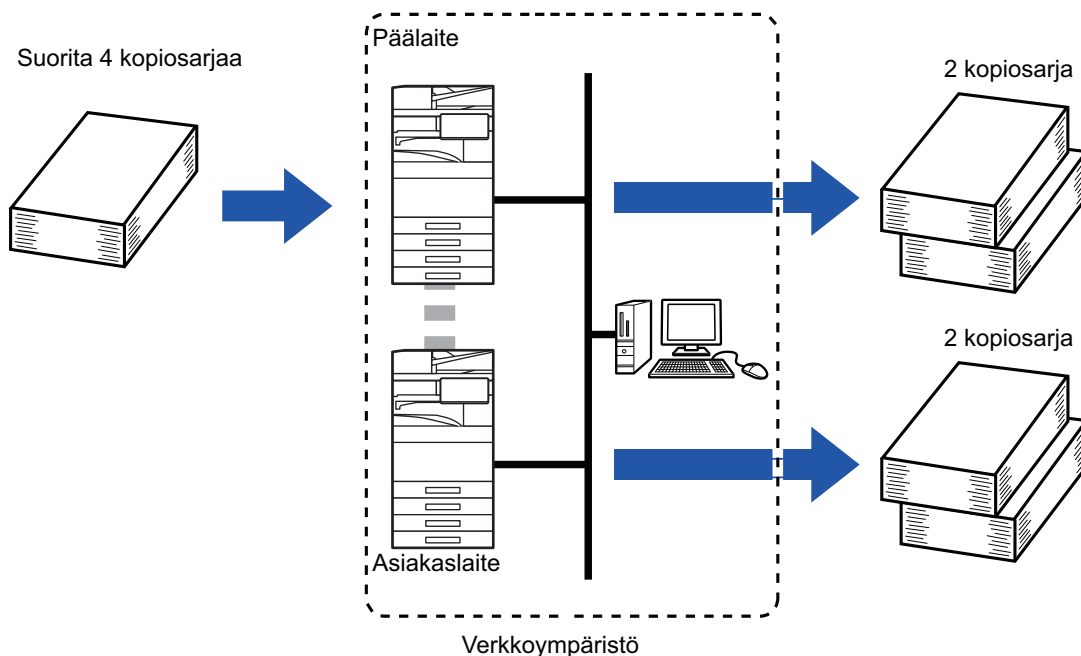 Suorita 4 kopiosarjaa
Päälaite
2 kopiosarja
2 kopiosarja
Asiakaslaite
Verkkoympäristö